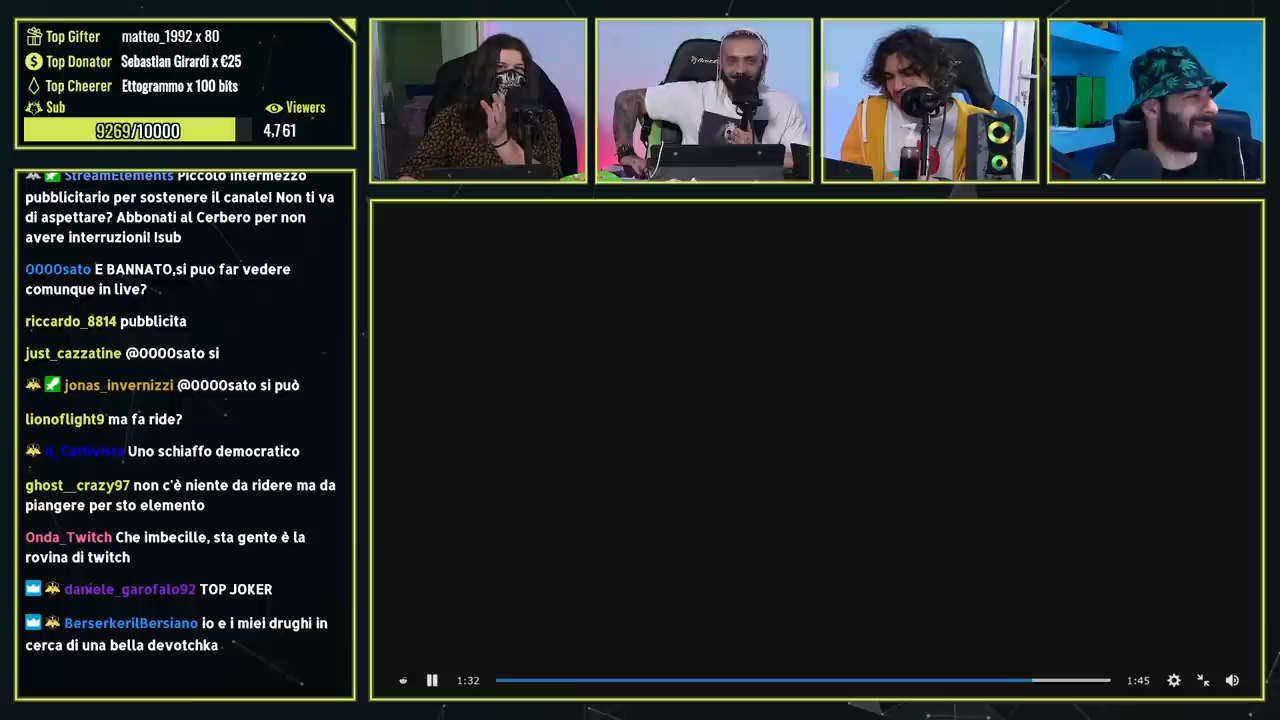 Top Gifter matteo_1992 x 80
Top Donator Sebastian Girardi x €25
Top Cheerer Ettogrammo x 100 bits
Sub Viewers
9269/10000 4,761
StreamElements Piccolo intermezzo
pubblicitario per sostenere il canale! Non ti va
di aspettare? Abbonati al Cerbero per non
avere interruzioni! !sub
0000sato E BANNATO,si puo far vedere
comunque in live?
riccardo_8814 pubblicita
just_cazzatine @0000sato si
jonas_invernizzi @0000sato si può
lionoflight9 ma fa ride?
Il_Cattivista Uno schiaffo democratico
ghost__crazy97 non c'è niente da ridere ma da
piangere per sto elemento
Onda_Twitch Che imbecille, sta gente è la
rovina di twitch
daniele_garofalo92 TOP JOKER
BerserkerilBersiano io e i miei drughi in
cerca di una bella devotchka
1:32 1:45